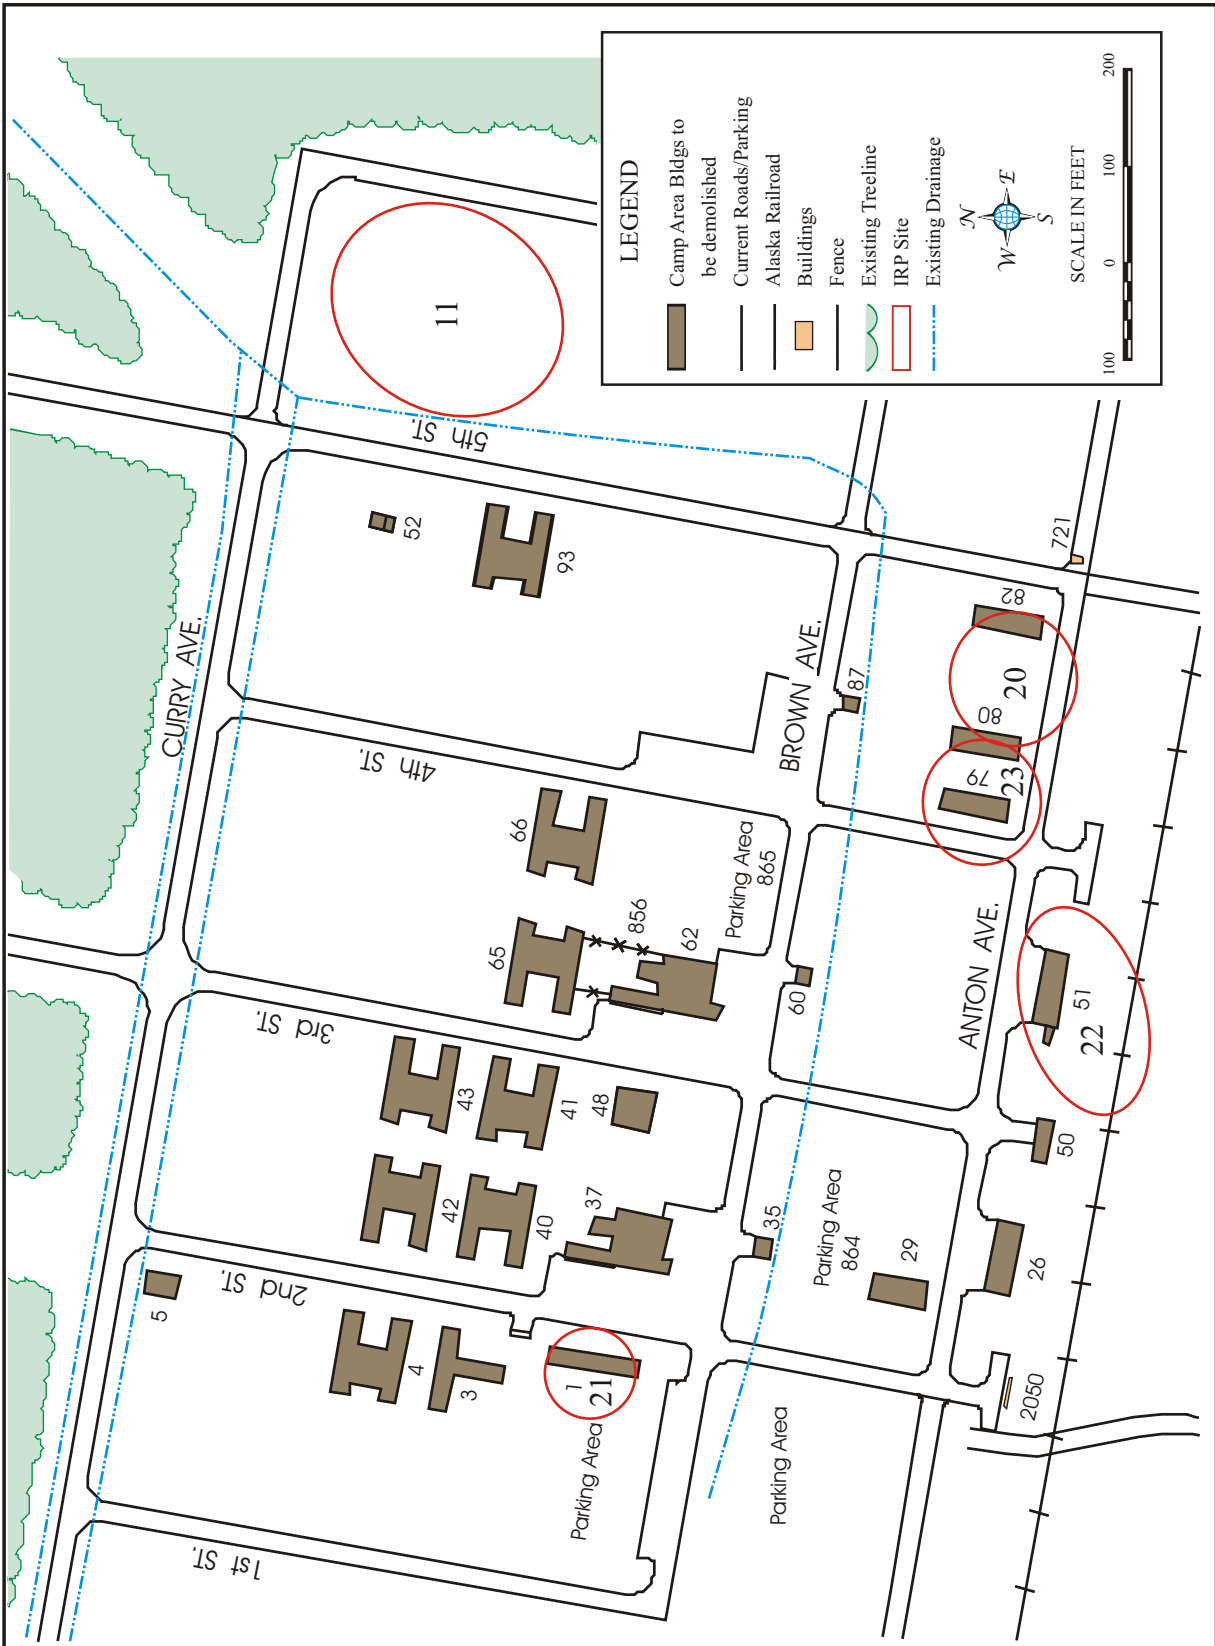 LEGEND
Camp Area Bldgs to
be demolished
Current Roads/Parking
Alaska Railroad
Buildings
Fence
Existing Treeline
IRP Site
Existing Drainage
N
W
E
S
SCALE IN FEET
100
0
100
200
CURRY AVE.
BROWN AVE.
ANTON AVE.
1st ST.
2nd ST.
3rd ST.
4th ST.
5th ST.
11
52
93
66
65
856
62
Parking Area
865
43
41
48
42
40
37
5
4
3
1
21
Parking Area
Parking Area
35
60
87
721
82
20
80
79
23
51
22
50
Parking Area
864
29
26
2050